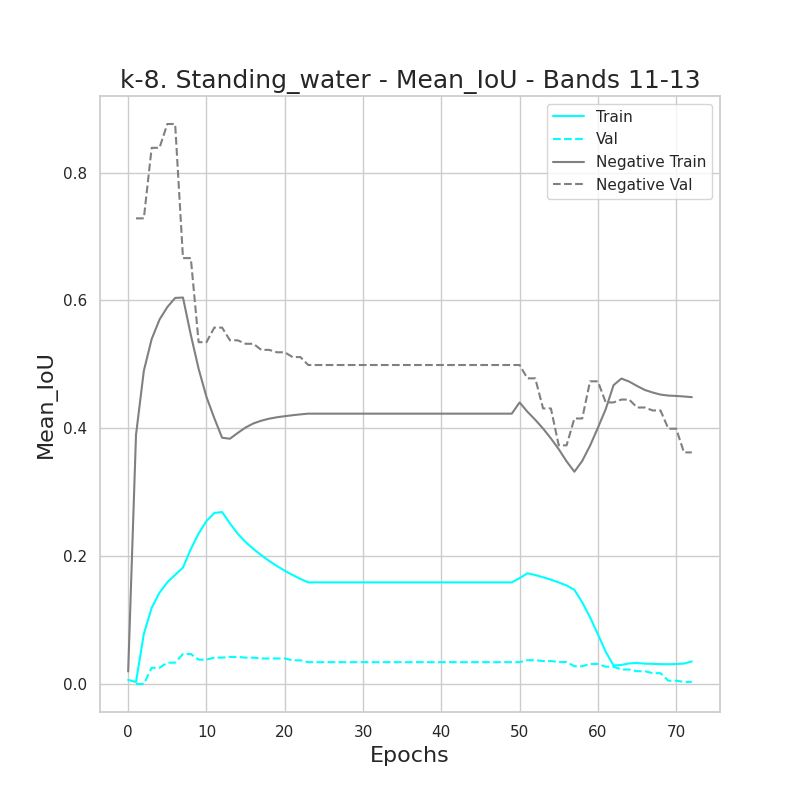 k-8. Standing_water - Mean_IoU - Bands 11-13
Train
Val
Negative Train
Negative Val
Mean_IoU
0.8
0.6
0.4
0.2
0.0
0 10 20 30 40 50 60 70
Epochs